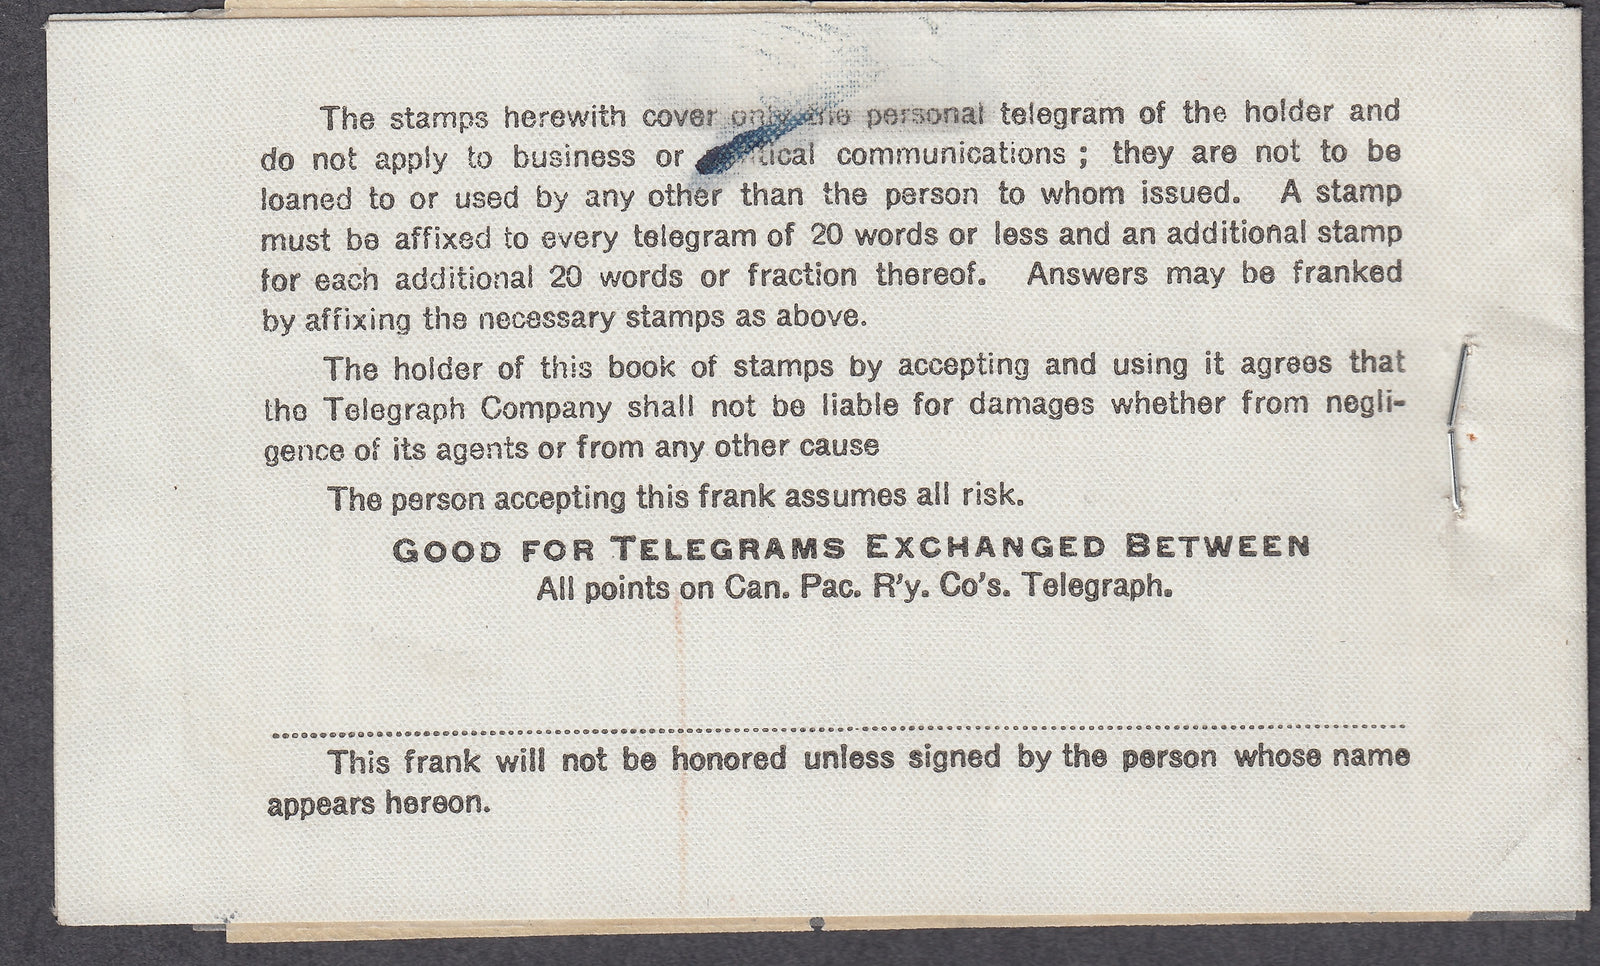 The stamps herewith cover only the personal telegram of the holder and
do not apply to business or communications ; they are not to be
loaned to or used by any other than the person to whom issued. A stamp
must be affixed to every telegram of 20 words or less and an additional stamp
for each additional 20 words or fraction thereof. Answers may be franked
by affixing the necessary stamps as above.
The holder of this book of stamps by accepting and using it agrees that
the Telegraph Company shall not be liable for damages whether from negli-
gence of its agents or from any other cause
The person accepting this frank assumes all risk.
GOOD FOR TELEGRAMS EXCHANGED BETWEEN
All points on Can. Pac. R'y. Co's. Telegraph.
This frank will not be honored unless signed by the person whose name
appears hereon.